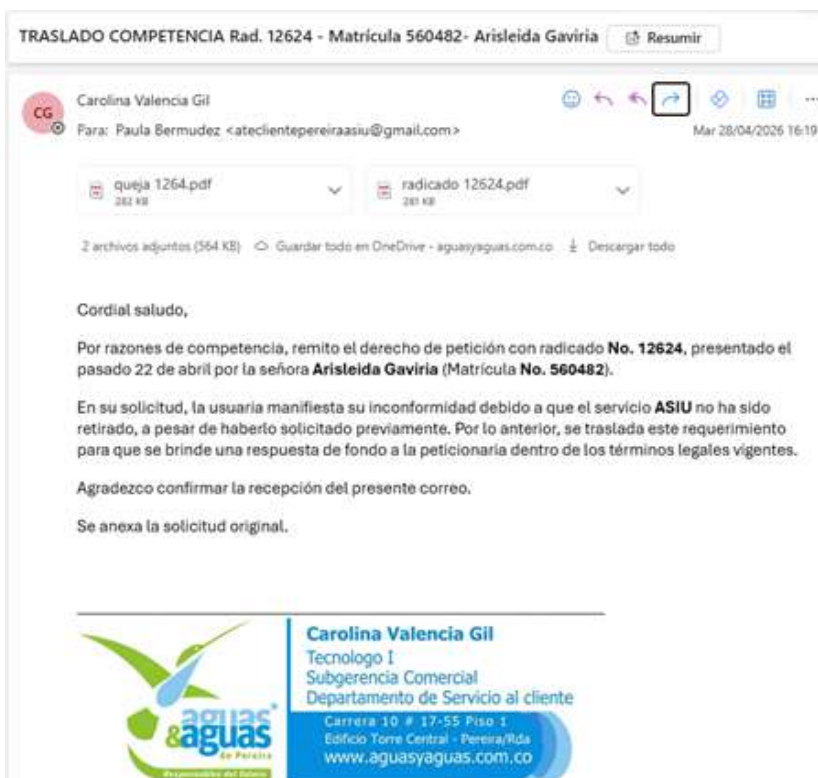 TRASLADO COMPETENCIA Rad. 12624 - Matrícula 560482- Arisleida Gaviria
Resumir
CG
Carolina Valencia Gil
Para: Paula Bermudez <ateclientepereiraasiu@gmail.com>
Mar 28/04/2026 16:19
queja 1264.pdf
282 KB
radicado 12624.pdf
281 KB
2 archivos adjuntos (564 KB) Guardar todo en OneDrive - aguasyaguas.com.co Descargar todo
Cordial saludo,
Por razones de competencia, remito el derecho de petición con radicado No. 12624, presentado el
pasado 22 de abril por la señora Arisleida Gaviria (Matrícula No. 560482).
En su solicitud, la usuaria manifiesta su inconformidad debido a que el servicio ASIU no ha sido
retirado, a pesar de haberlo solicitado previamente. Por lo anterior, se traslada este requerimiento
para que se brinde una respuesta de fondo a la peticionaria dentro de los términos legales vigentes.
Agradezco confirmar la recepción del presente correo.
Se anexa la solicitud original.
aguas
&aguas
de Pereira
Carolina Valencia Gil
Tecnologo I
Subgerencia Comercial
Departamento de Servicio al cliente
Carrera 10 # 17-55 Piso 1
Edificio Torre Central - Pereira/Rda
www.aguasyaguas.com.co